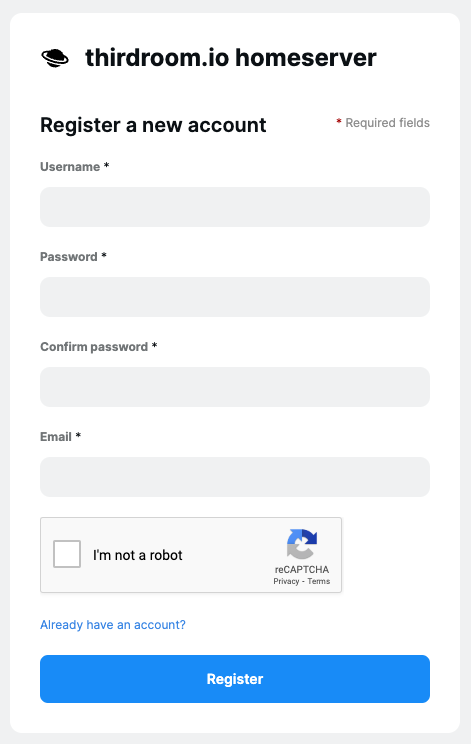 thirdroom.io homeserver
Register a new account
* Required fields
Username *
Password *
Confirm password *
Email *
I'm not a robot
reCAPTCHA
Privacy - Terms
Already have an account?
Register